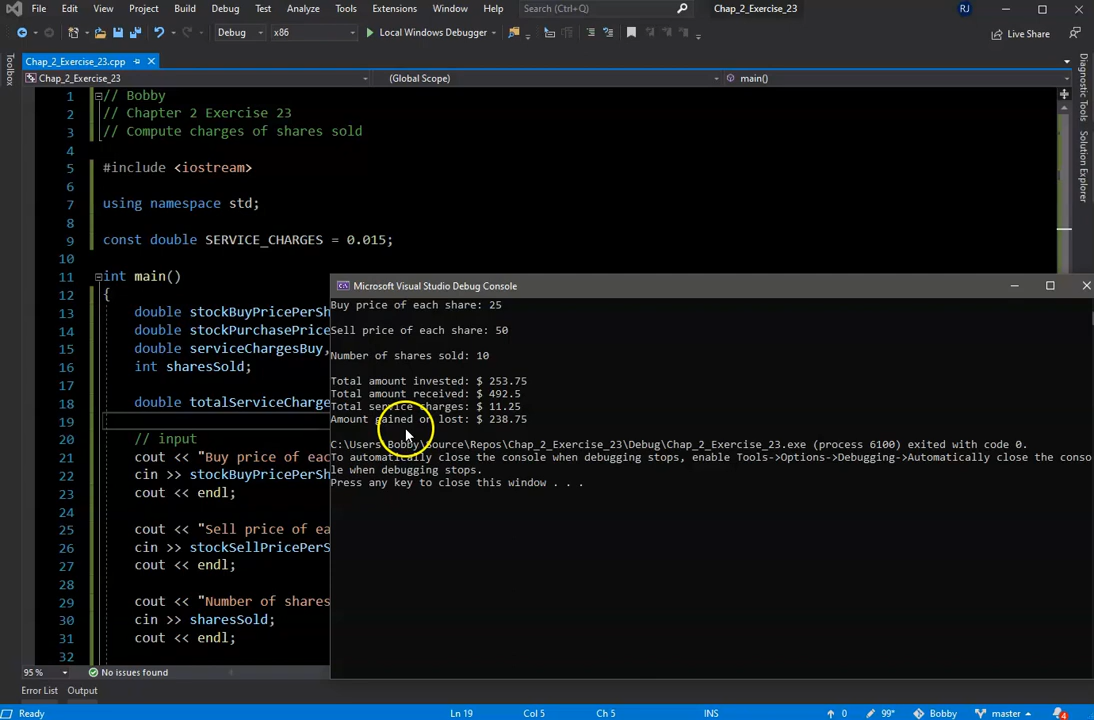 File Edit View Project Build Debug Test Analyze Tools Extensions Window Help Search (Ctrl+Q) Chap_2_Exercise_23 RJ
Debug x86 Local Windows Debugger Live Share
Toolbox
Chap_2_Exercise_23.cpp
Chap_2_Exercise_23 (Global Scope) main()
Diagnostic Tools
Solution Explorer
1 // Bobby
2 // Chapter 2 Exercise 23
3 // Compute charges of shares sold
4
5 #include <iostream>
6
7 using namespace std;
8
9 const double SERVICE_CHARGES = 0.015;
10
11 int main()
12 {
13 double stockBuyPricePerSh
14 double stockPurchasePrice
15 double serviceChargesBuy,
16 int sharesSold;
17
18 double totalServiceCharge
19
20 // input
21 cout << "Buy price of eac
22 cin >> stockBuyPricePerSh
23 cout << endl;
24
25 cout << "Sell price of ea
26 cin >> stockSellPricePerS
27 cout << endl;
28
29 cout << "Number of shares
30 cin >> sharesSold;
31 cout << endl;
32
Microsoft Visual Studio Debug Console
Buy price of each share: 25
Sell price of each share: 50
Number of shares sold: 10
Total amount invested: $ 253.75
Total amount received: $ 492.5
Total service charges: $ 11.25
Amount gained or lost: $ 238.75
C:\Users\Bobby\Source\Repos\Chap_2_Exercise_23\Debug\Chap_2_Exercise_23.exe (process 6100) exited with code 0.
To automatically close the console when debugging stops, enable Tools->Options->Debugging->Automatically close the conso
le when debugging stops.
Press any key to close this window . . .
95 % No issues found
Error List Output
Ready Ln 19 Col 5 Ch 5 INS 0 99* Bobby master 4